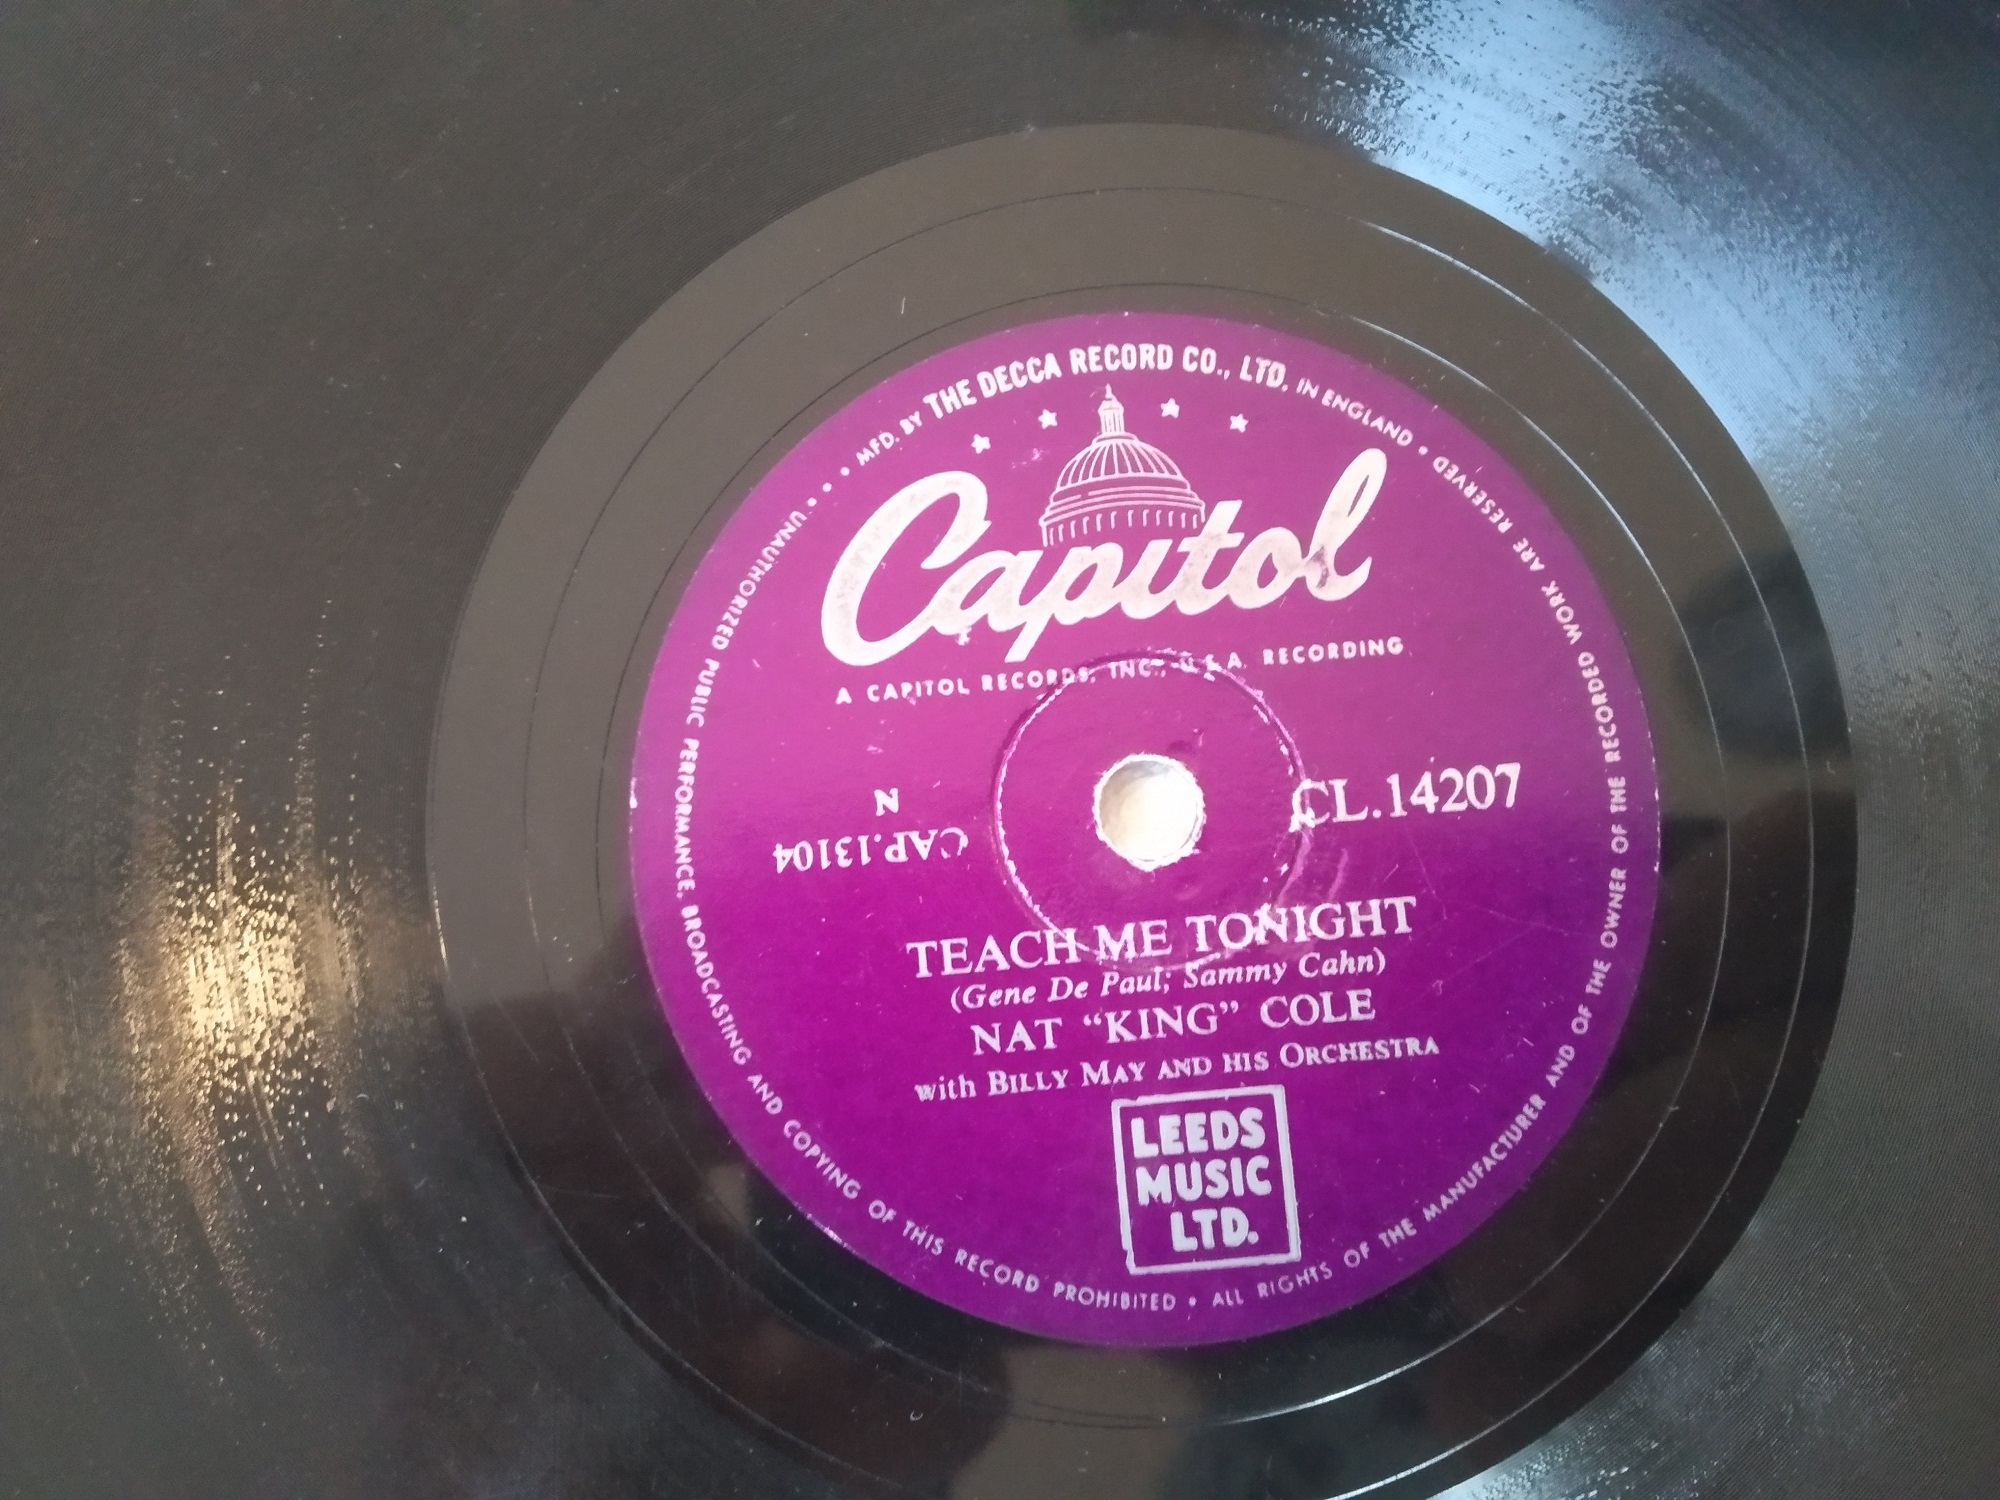 MFD. BY THE DECCA RECORD CO., LTD. IN ENGLAND • ALL RIGHTS OF THE MANUFACTURER AND OF THE OWNER OF THE RECORDED WORK ARE RESERVED •
UNAUTHORIZED PUBLIC PERFORMANCE, BROADCASTING AND COPYING OF THIS RECORD PROHIBITED •
Capitol
A CAPITOL RECORDS, INC., U.S.A. RECORDING
CAP.13104
N
CL.14207
TEACH ME TONIGHT
(Gene De Paul; Sammy Cahn)
NAT “KING” COLE
with BILLY MAY AND HIS ORCHESTRA
LEEDS
MUSIC
LTD.